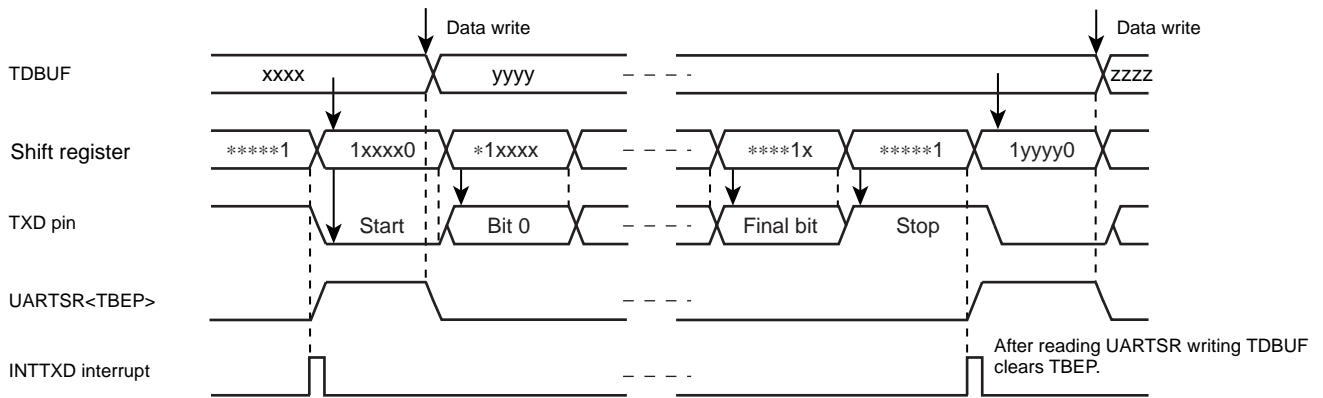 Data write
Data write
TDBUF
xxxx
yyyy
zzzz
Shift register
*****1
1xxxx0
*1xxxx
****1x
*****1
1yyyy0
TXD pin
Start
Bit 0
Final bit
Stop
UARTSR<TBEP>
INTTXD interrupt
After reading UARTSR writing TDBUF
clears TBEP.